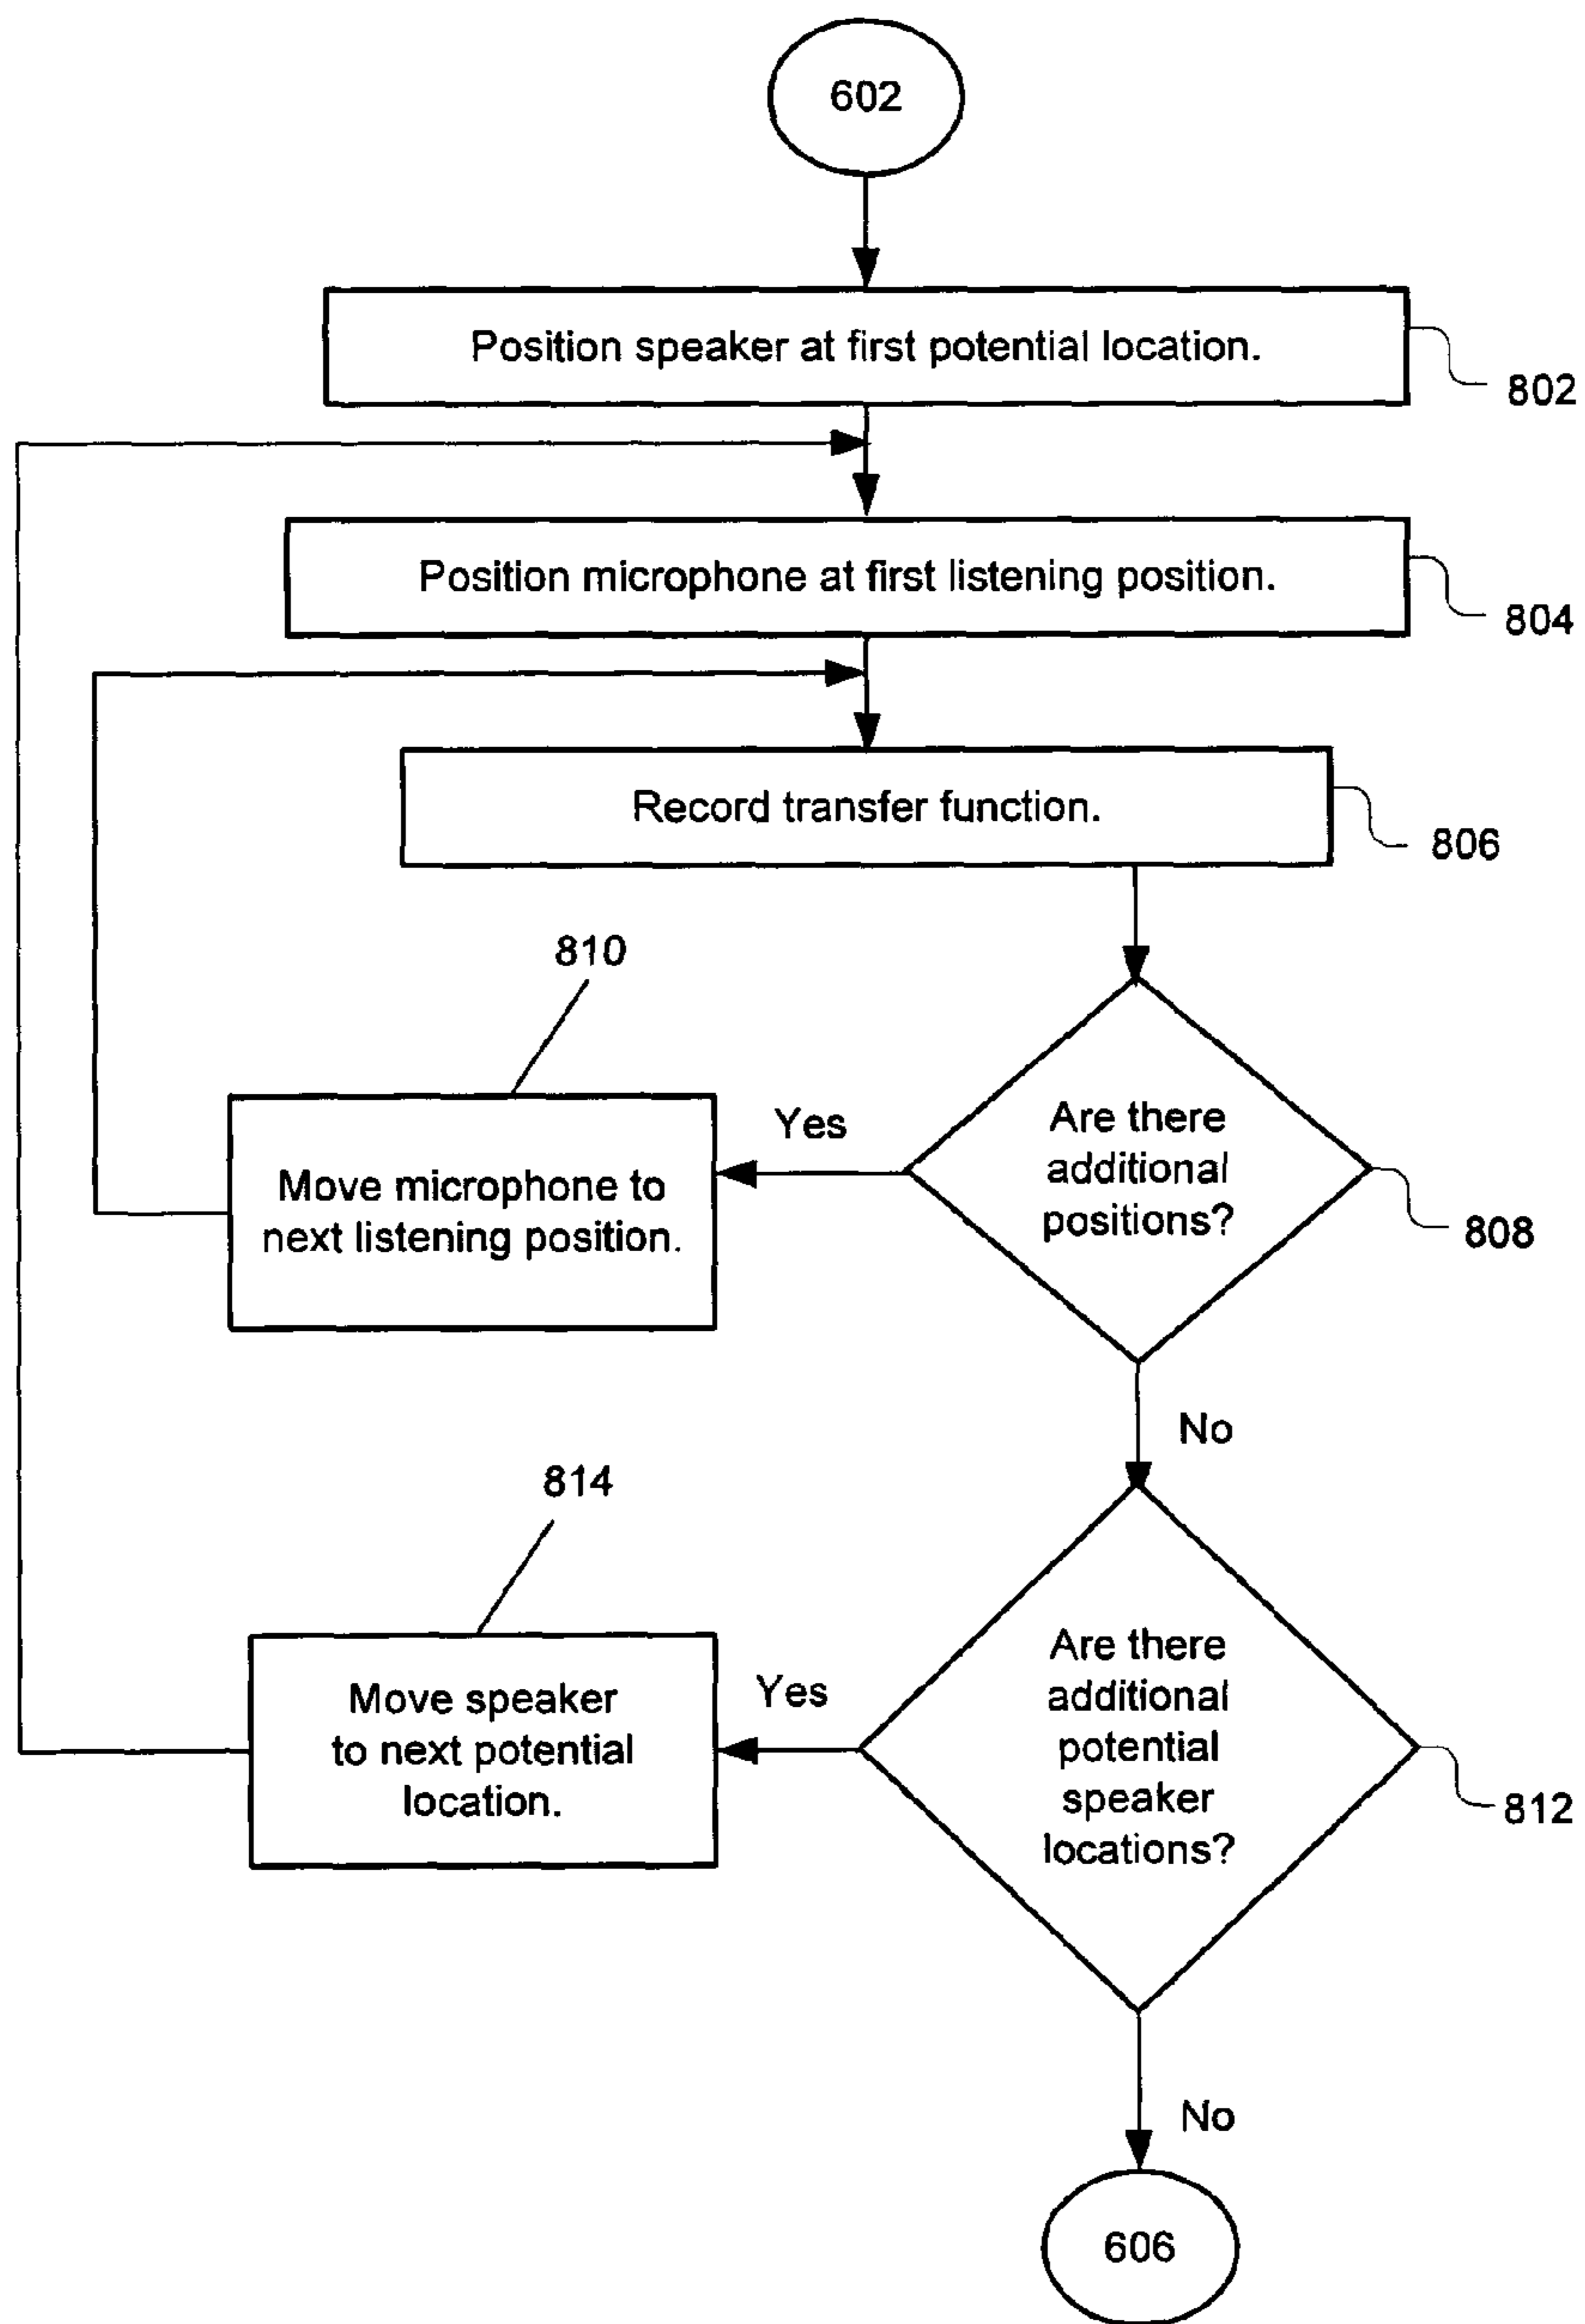 602
Position speaker at first potential location.
802
Position microphone at first listening position.
804
Record transfer function.
806
810
Yes
Are there
additional
positions?
Move microphone to
next listening position.
808
No
814
Are there
additional
potential
speaker
locations?
Yes
Move speaker
to next potential
location.
812
No
606